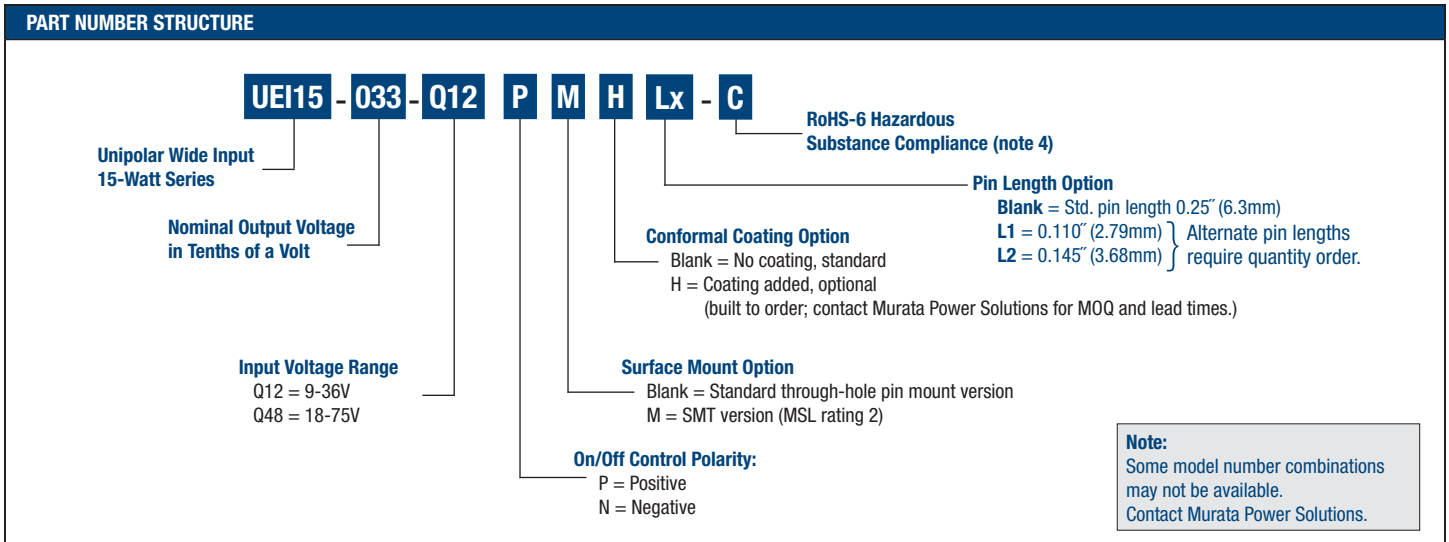 PART NUMBER STRUCTURE
UEI15 - 033 - Q12 P M H Lx - C
RoHS-6 Hazardous
Substance Compliance (note 4)
Unipolar Wide Input
15-Watt Series
Pin Length Option
Blank = Std. pin length 0.25˝ (6.3mm)
L1 = 0.110˝ (2.79mm)
L2 = 0.145˝ (3.68mm)
Alternate pin lengths
require quantity order.
Nominal Output Voltage
in Tenths of a Volt
Conformal Coating Option
Blank = No coating, standard
H = Coating added, optional
(built to order; contact Murata Power Solutions for MOQ and lead times.)
Input Voltage Range
Q12 = 9-36V
Q48 = 18-75V
Surface Mount Option
Blank = Standard through-hole pin mount version
M = SMT version (MSL rating 2)
On/Off Control Polarity:
P = Positive
N = Negative
Note:
Some model number combinations
may not be available.
Contact Murata Power Solutions.